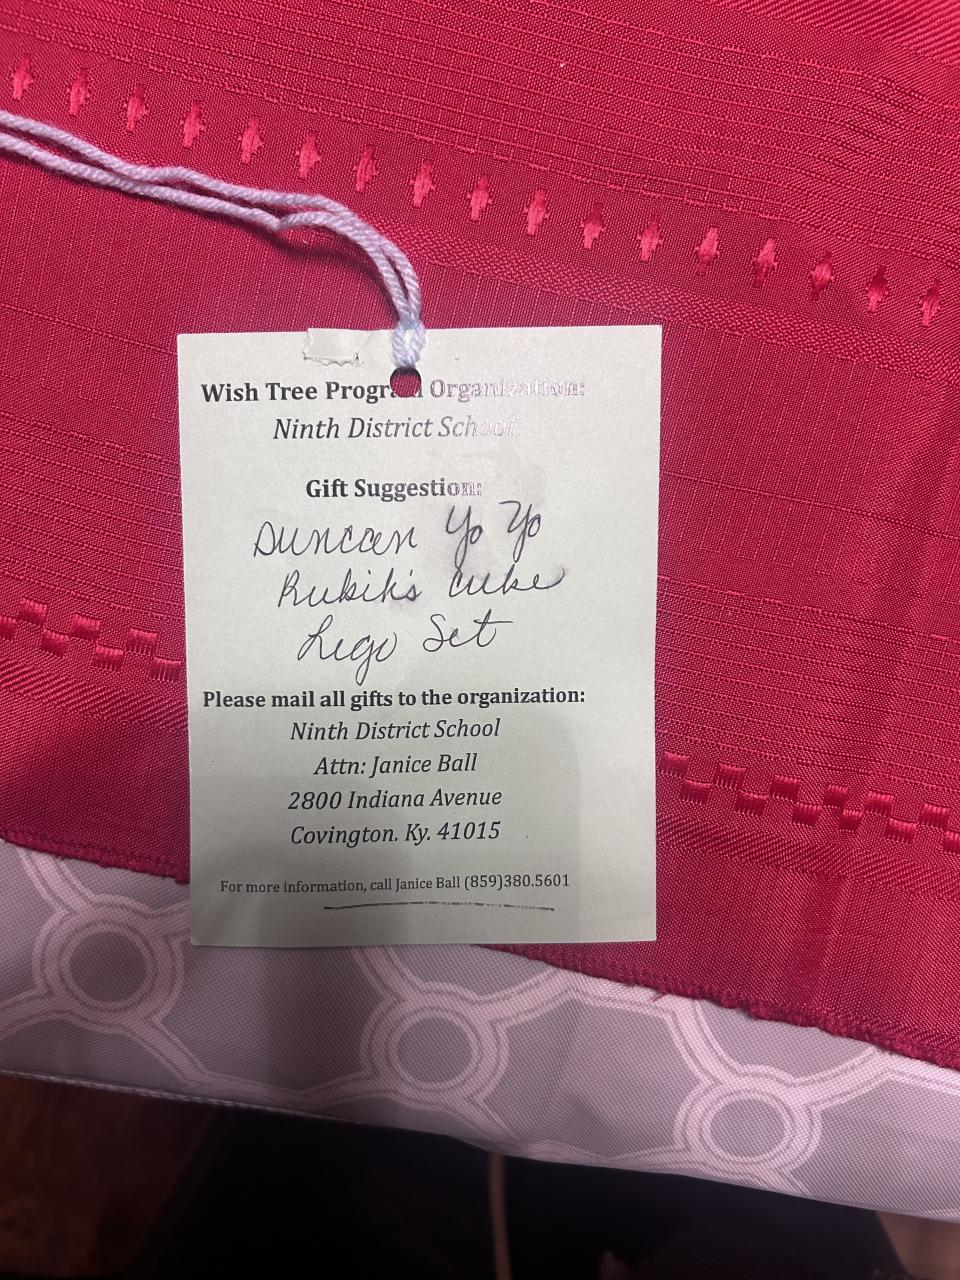 Wish Tree Program Organization:
Ninth District School
Gift Suggestion:
Duncan Yo Yo
Rubik's cube
Lego Set
Please mail all gifts to the organization:
Ninth District School
Attn: Janice Ball
2800 Indiana Avenue
Covington. Ky. 41015
For more information, call Janice Ball (859)380.5601